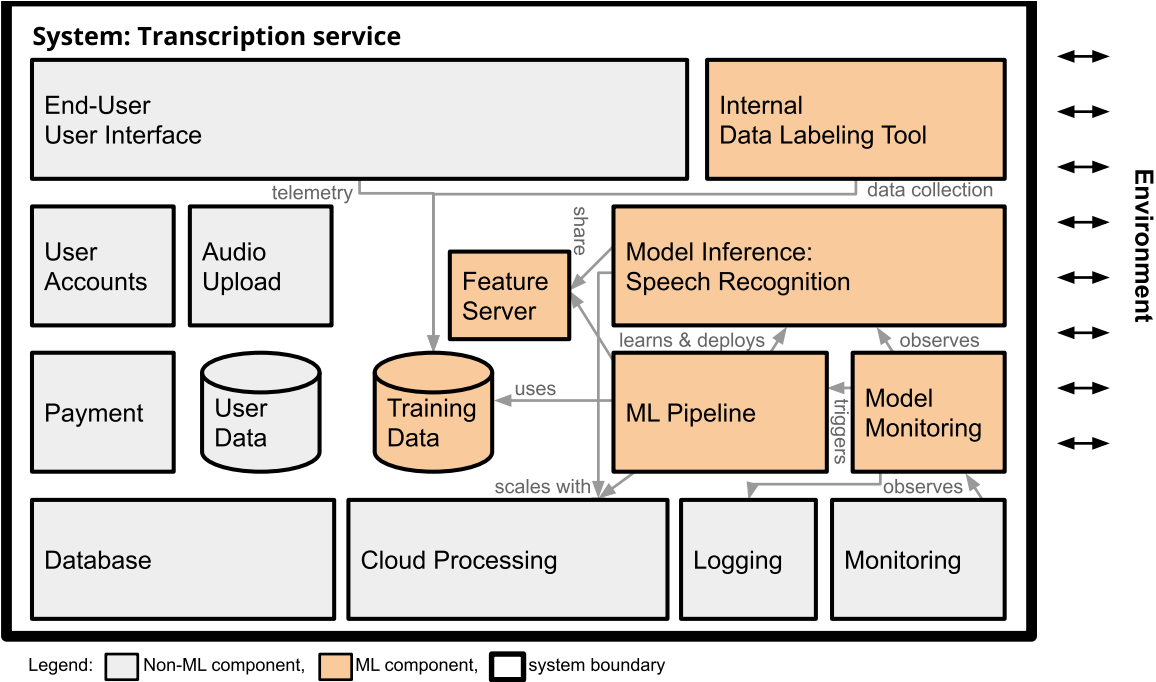 System: Transcription service
End-User
User Interface
Internal
Data Labeling Tool
telemetry
data collection
User
Accounts
Audio
Upload
Feature
Server
share
Model Inference:
Speech Recognition
learns & deploys
observes
Payment
User
Data
Training
Data
uses
ML Pipeline
triggers
Model
Monitoring
scales with
observes
Database
Cloud Processing
Logging
Monitoring
Environment
Legend: Non-ML component, ML component, system boundary